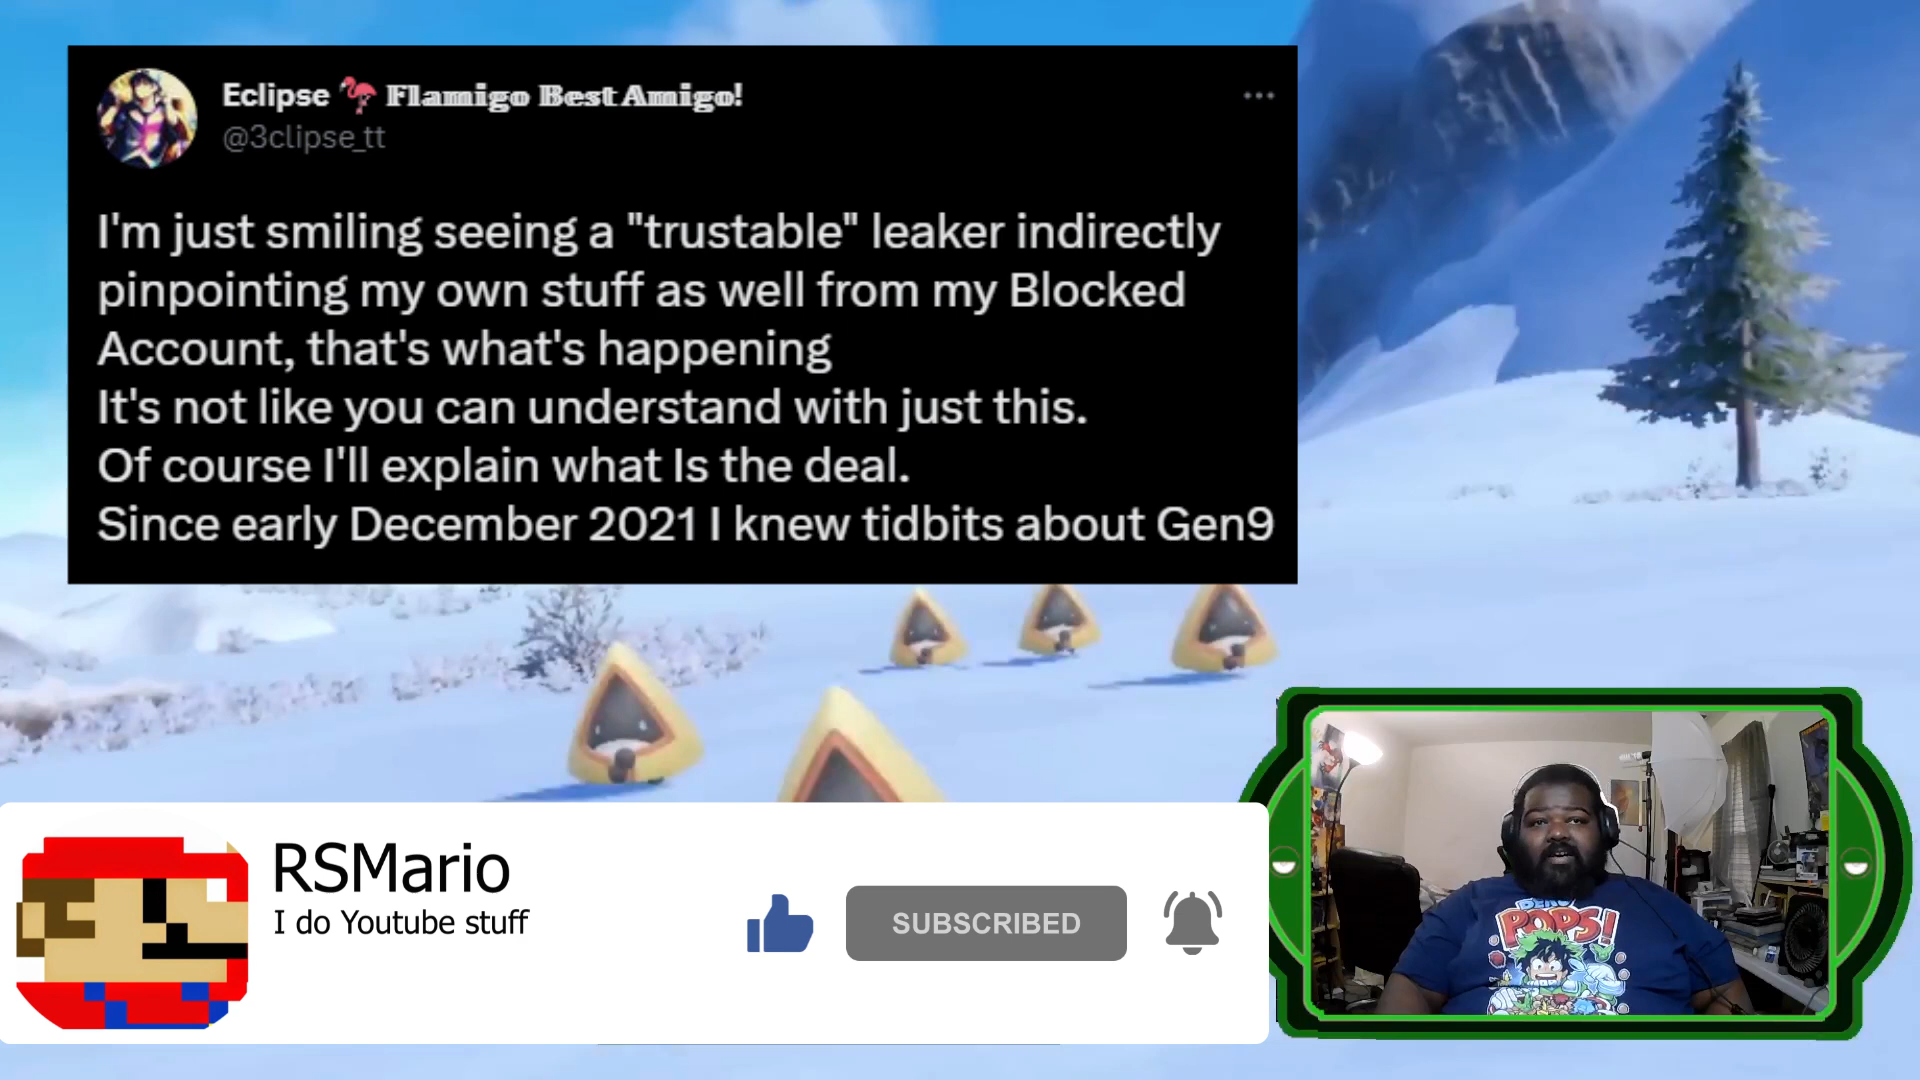 Eclipse 🦩 Flamigo Best Amigo!
@3clipse_tt
I'm just smiling seeing a "trustable" leaker indirectly
pinpointing my own stuff as well from my Blocked
Account, that's what's happening
It's not like you can understand with just this.
Of course I'll explain what Is the deal.
Since early December 2021 I knew tidbits about Gen9
RSMario
I do Youtube stuff
SUBSCRIBED
POPS!